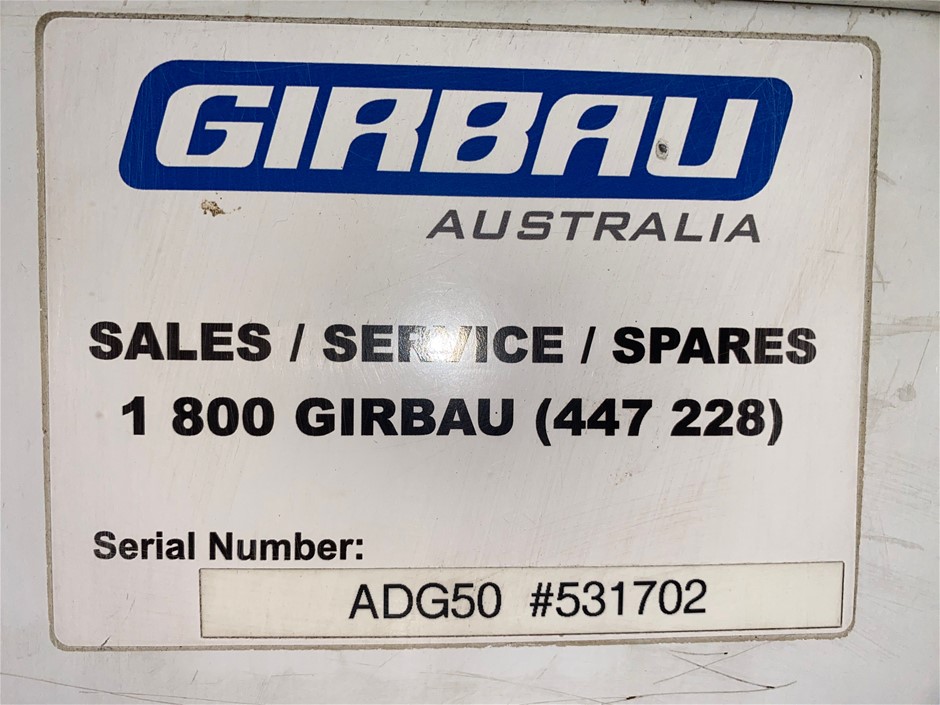 GIRBAU
AUSTRALIA
SALES / SERVICE / SPARES
1 800 GIRBAU (447 228)
Serial Number:
ADG50 #531702